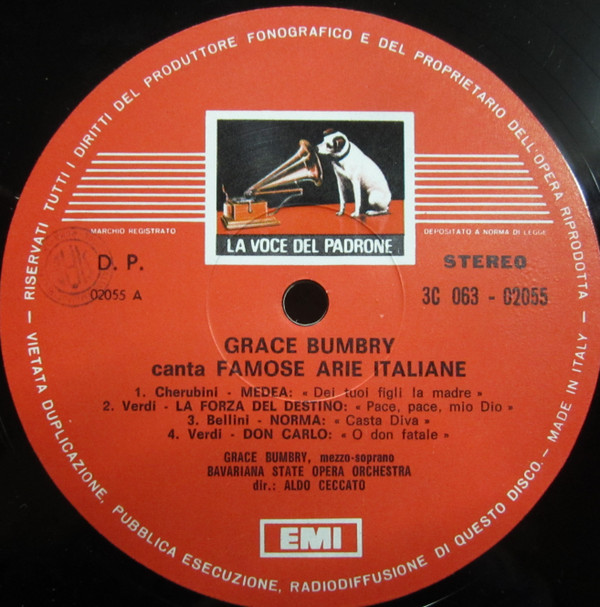 — RISERVATI TUTTI I DIRITTI DEL PRODUTTORE FONOGRAFICO E DEL PROPRIETARIO DELL'OPERA RIPRODOTTA —
LA VOCE DEL PADRONE
MARCHIO REGISTRATO
DEPOSITATO A NORMA DI LEGGE
D. P.
STEREO
02055 A
3C 063 - 02055
GRACE BUMBRY
canta FAMOSE ARIE ITALIANE
1. Cherubini - MEDEA: « Dei tuoi figli la madre »
2. Verdi - LA FORZA DEL DESTINO: « Pace, pace, mio Dio »
3. Bellini - NORMA: « Casta Diva »
4. Verdi - DON CARLO: « O don fatale »
GRACE BUMBRY, mezzo-soprano
BAVARIANA STATE OPERA ORCHESTRA
dir.: ALDO CECCATO
EMI
VIETATA DUPLICAZIONE, PUBBLICA ESECUZIONE, RADIODIFFUSIONE DI QUESTO DISCO. — MADE IN ITALY —